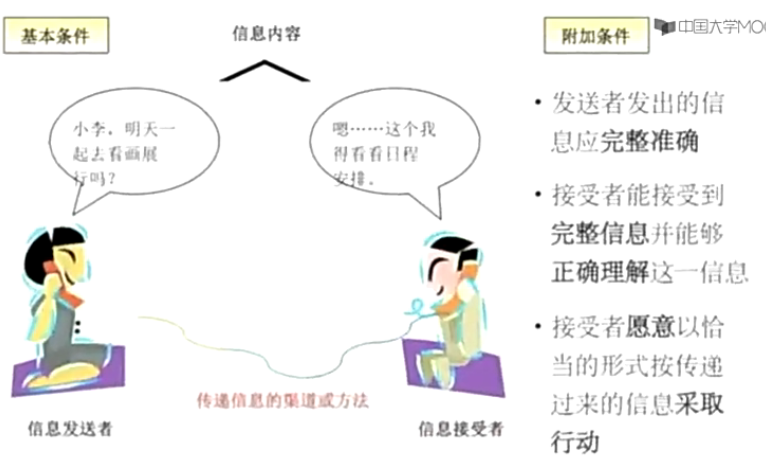 基本条件
信息内容
附加条件
中国大学MOO
小李，明天一
起去看画展
行吗？
嗯……这个我
得看看日程
安排。
• 发送者发出的信
息应完整准确
• 接受者能接受到
完整信息并能够
正确理解这一信息
• 接受者愿意以恰
当的形式按传递
过来的信息采取
行动
传递信息的渠道或方法
信息发送者
信息接受者